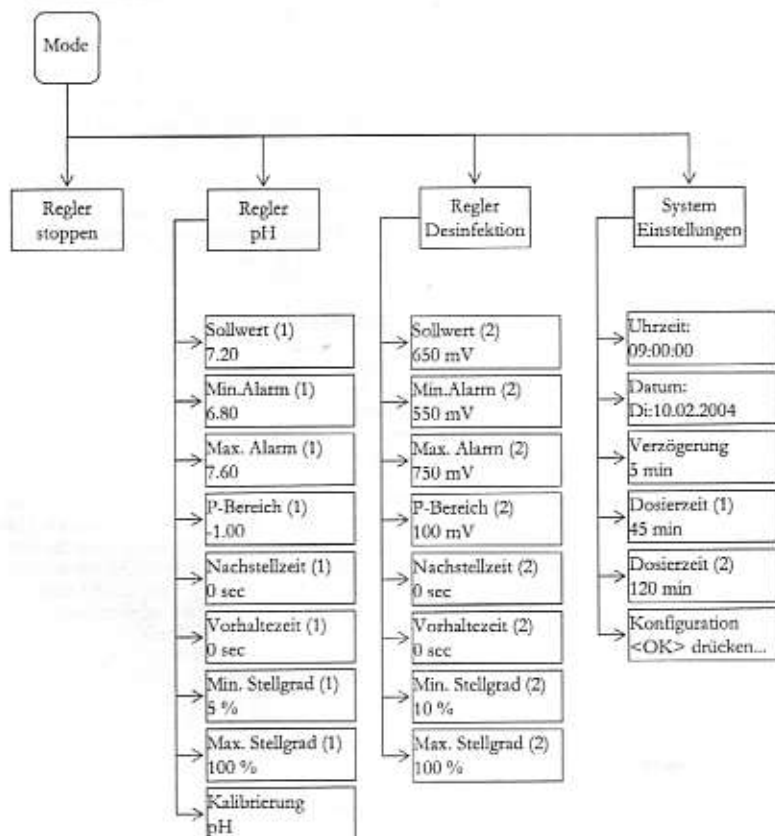 Mode
Regler
stoppen
Regler
pH
Regler
Desinfektion
System
Einstellungen
Sollwert (1)
7.20
Min.Alarm (1)
6.80
Max. Alarm (1)
7.60
P-Bereich (1)
-1.00
Nachstellzeit (1)
0 sec
Vorhaltezeit (1)
0 sec
Min. Stellgrad (1)
5 %
Max. Stellgrad (1)
100 %
Kalibrierung
pH
Sollwert (2)
650 mV
Min.Alarm (2)
550 mV
Max. Alarm (2)
750 mV
P-Bereich (2)
100 mV
Nachstellzeit (2)
0 sec
Vorhaltezeit (2)
0 sec
Min. Stellgrad (2)
10 %
Max. Stellgrad (2)
100 %
Uhrzeit:
09:00:00
Datum:
Di:10.02.2004
Verzögerung
5 min
Dosierzeit (1)
45 min
Dosierzeit (2)
120 min
Konfiguration
<OK> drücken...